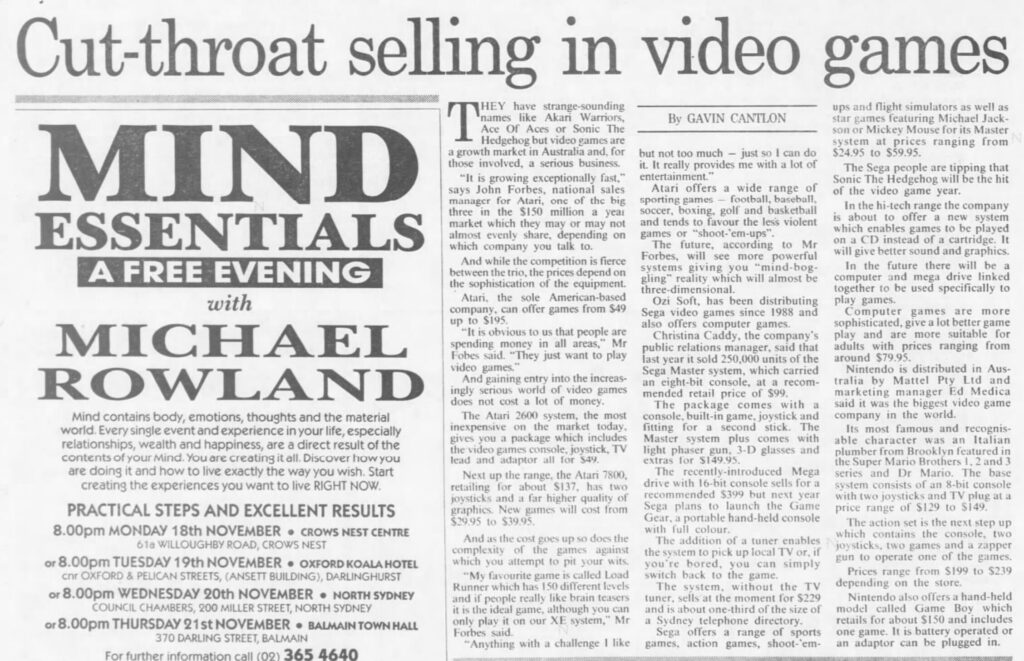 Cut-throat selling in video games
MIND
ESSENTIALS
A FREE EVENING
with
MICHAEL
ROWLAND
Mind contains body, emotions, thoughts and the material
world. Every single event and experience in your life, especially
relationships, wealth and happiness, are a direct result of the
contents of your Mind. You are creating it all. Discover how you
are doing it and how to live exactly the way you wish. Start
creating the experiences you want to live RIGHT NOW.
PRACTICAL STEPS AND EXCELLENT RESULTS
8.00pm MONDAY 18th NOVEMBER • CROWS NEST CENTRE
61a WILLOUGHBY ROAD, CROWS NEST
or 8.00pm TUESDAY 19th NOVEMBER • OXFORD KOALA HOTEL
cnr OXFORD & PELICAN STREETS, (ANSETT BUILDING), DARLINGHURST
or 8.00pm WEDNESDAY 20th NOVEMBER • NORTH SYDNEY
COUNCIL CHAMBERS, 200 MILLER STREET, NORTH SYDNEY
or 8.00pm THURSDAY 21st NOVEMBER • BALMAIN TOWN HALL
370 DARLING STREET, BALMAIN
For further information call (02) 365 4640
THEY have strange-sounding
names like Akari Warriors,
Ace Of Aces or Sonic The
Hedgehog but video games are
a growth market in Australia and, for
those involved, a serious business.
"It is growing exceptionally fast,"
says John Forbes, national sales
manager for Atari, one of the big
three in the $150 million a year
market which they may or may not
almost evenly share, depending on
which company you talk to.
And while the competition is fierce
between the trio, the prices depend on
the sophistication of the equipment.
Atari, the sole American-based
company, can offer games from $49
up to $195.
"It is obvious to us that people are
spending money in all areas," Mr
Fobes said. "They just want to play
video games."
And gaining entry into the increas-
ingly serious world of video games
does not cost a lot of money.
The Atari 2600 system, the most
inexpensive on the market today,
gives you a package which includes
the video games console, joystick, TV
lead and adaptor all for $49.
Next up the range, the Atari 7800,
retailing for about $137, has two
joysticks and a far higher quality of
graphics. New games will cost from
$29.95 to $39.95.
And as the cost goes up so does the
complexity of the games against
which you attempt to pit your wits.
"My favourite game is called Load
Runner which has 150 different levels
and if people really like brain teasers
it is the ideal game, although you can
only play it on our XE system," Mr
Forbes said.
"Anything with a challenge I like
By GAVIN CANTLON
but not too much — just so I can do
it. It really provides me with a lot of
entertainment."
Atari offers a wide range of
sporting games — football, baseball,
soccer, boxing, golf and basketball
and tends to favour the less violent
games or "shoot-'em-ups".
The future, according to Mr
Forbes, will see more powerful
systems giving you "mind-bog-
gling" reality which will almost be
three-dimensional.
Ozi Soft, has been distributing
Sega video games since 1988 and
also offers computer games.
Christina Caddy, the company's
public relations manager, said that
last year it sold 250,000 units of the
Sega Master system, which carried
an eight-bit console, at a recom-
mended retail price of $99.
The package comes with a
console, built-in game, joystick and
fitting for a second stick. The
Master system plus comes with
light phaser gun, 3-D glasses and
extras for $149.95.
The recently-introduced Mega
drive with 16-bit console sells for a
recommended $399 but next year
Sega plans to launch the Game
Gear, a portable hand-held console
with full colour.
The addition of a tuner enables
the system to pick up local TV or, if
you're bored, you can simply
switch back to the game.
The system, without the TV
tuner, sells at the moment for $229
and is about one-third of the size of
a Sydney telephone directory.
Sega offers a range of sports
games, action games, shoot-'em-
ups and flight simulators as well as
star games featuring Michael Jack-
son or Mickey Mouse for its Master
system at prices ranging from
$24.95 to $59.95.
The Sega people are tipping that
Sonic The Hedgehog will be the hit
of the video game year.
In the hi-tech range the company
is about to offer a new system
which enables games to be played
on a CD instead of a cartridge. It
will give better sound and graphics.
In the future there will be a
computer and mega drive linked
together to be used specifically to
play games.
Computer games are more
sophisticated, give a lot better game
play and are more suitable for
adults with prices ranging from
around $79.95.
Nintendo is distributed in Aus-
tralia by Mattel Pty Ltd and
marketing manager Ed Medica
said it was the biggest video game
company in the world.
Its most famous and recognis-
able character was an Italian
plumber from Brooklyn featured in
the Super Mario Brothers 1, 2 and 3
series and Dr Mario. The base
system consists of an 8-bit console
with two joysticks and TV plug at a
price range of $129 to $149.
The action set is the next step up
which contains the console, two
joysticks, two games and a zapper
gun to operate one of the games.
Prices range from $199 to $239
depending on the store.
Nintendo also offers a hand-held
model called Game Boy which
retails for about $150 and includes
one game. It is battery operated or
an adaptor can be plugged in.